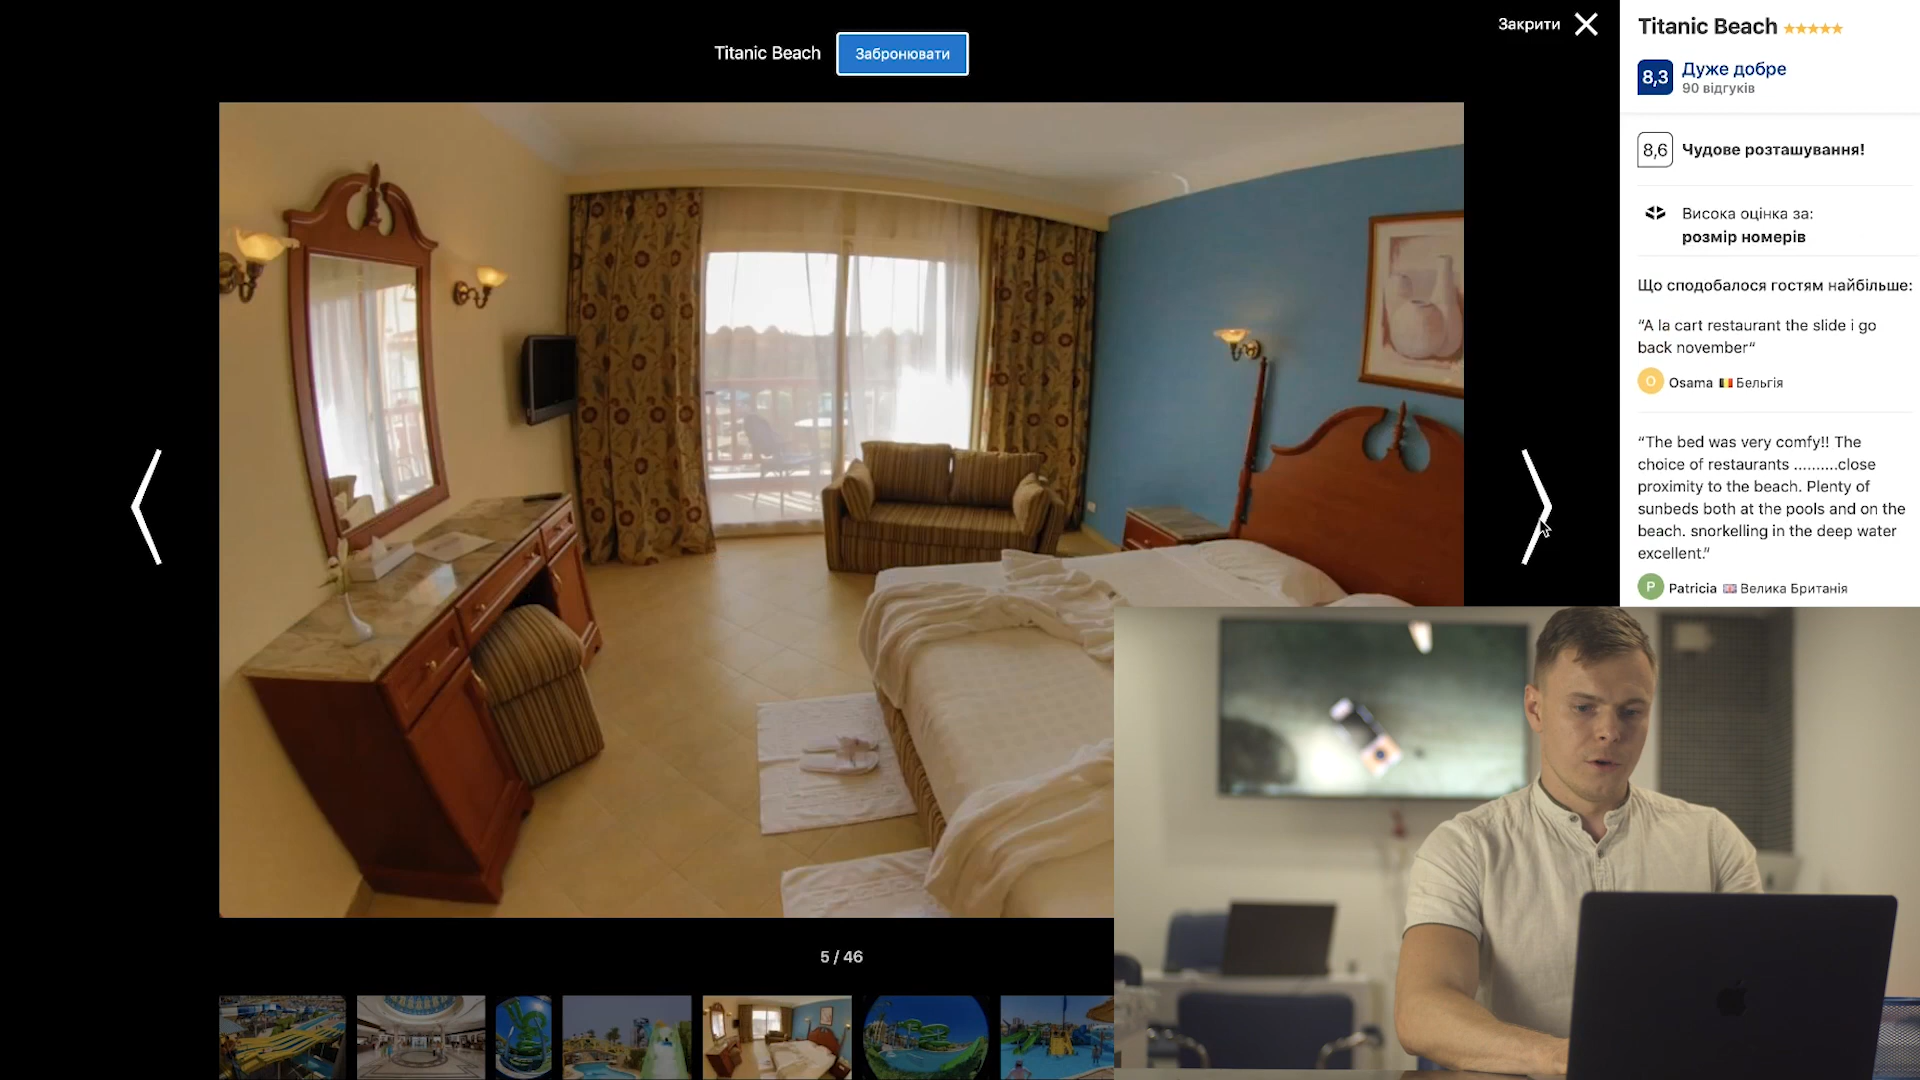 Закрити
Titanic Beach
Забронювати
5 / 46
Titanic Beach
8,3
Дуже добре
90 відгуків
8,6
Чудове розташування!
Висока оцінка за:
розмір номерів
Що сподобалося гостям найбільше:
“A la cart restaurant the slide i go
back november“
O
Osama
Бельгія
“The bed was very comfy!! The
choice of restaurants ..........close
proximity to the beach. Plenty of
sunbeds both at the pools and on the
beach. snorkelling in the deep water
excellent.”
P
Patricia
Велика Британія